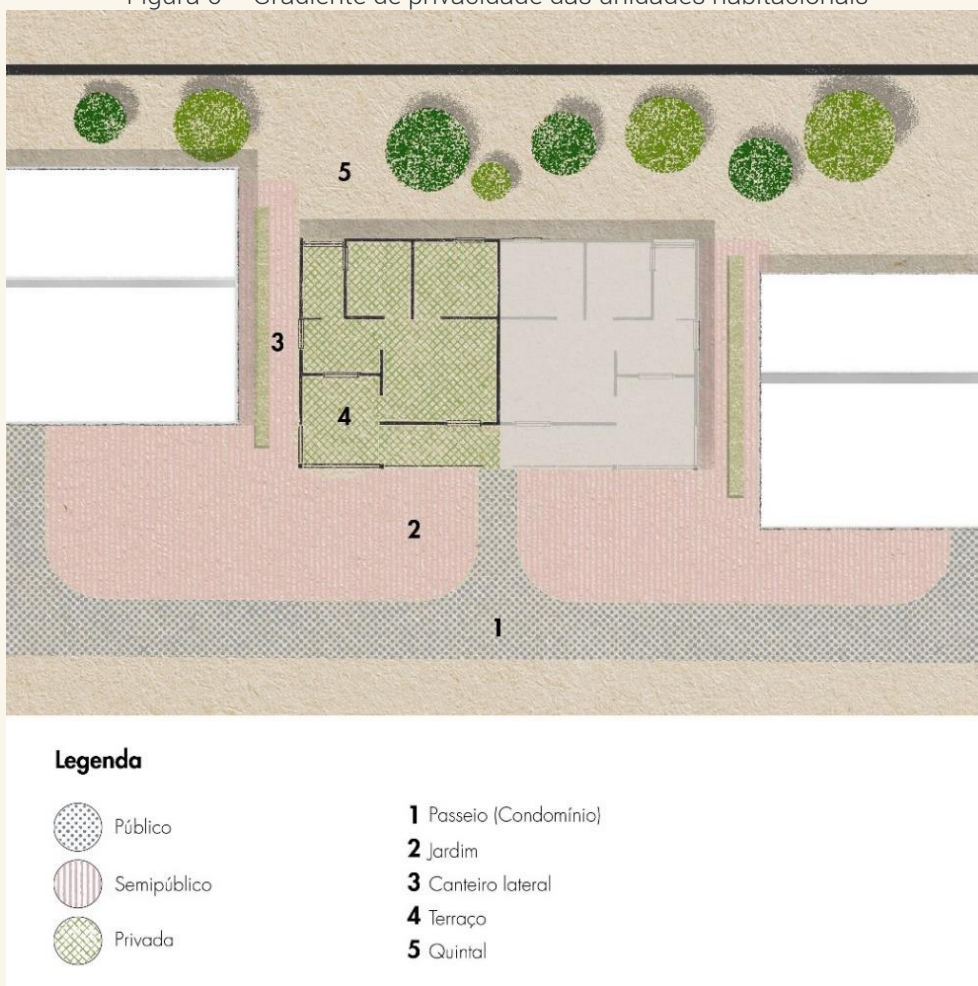 Figura 6 – Gradiente de privacidade das unidades habitacionais
5
3
4
2
1
Legenda
Público
Semipúblico
Privada
1 Passeio (Condomínio)
2 Jardim
3 Canteiro lateral
4 Terraço
5 Quintal